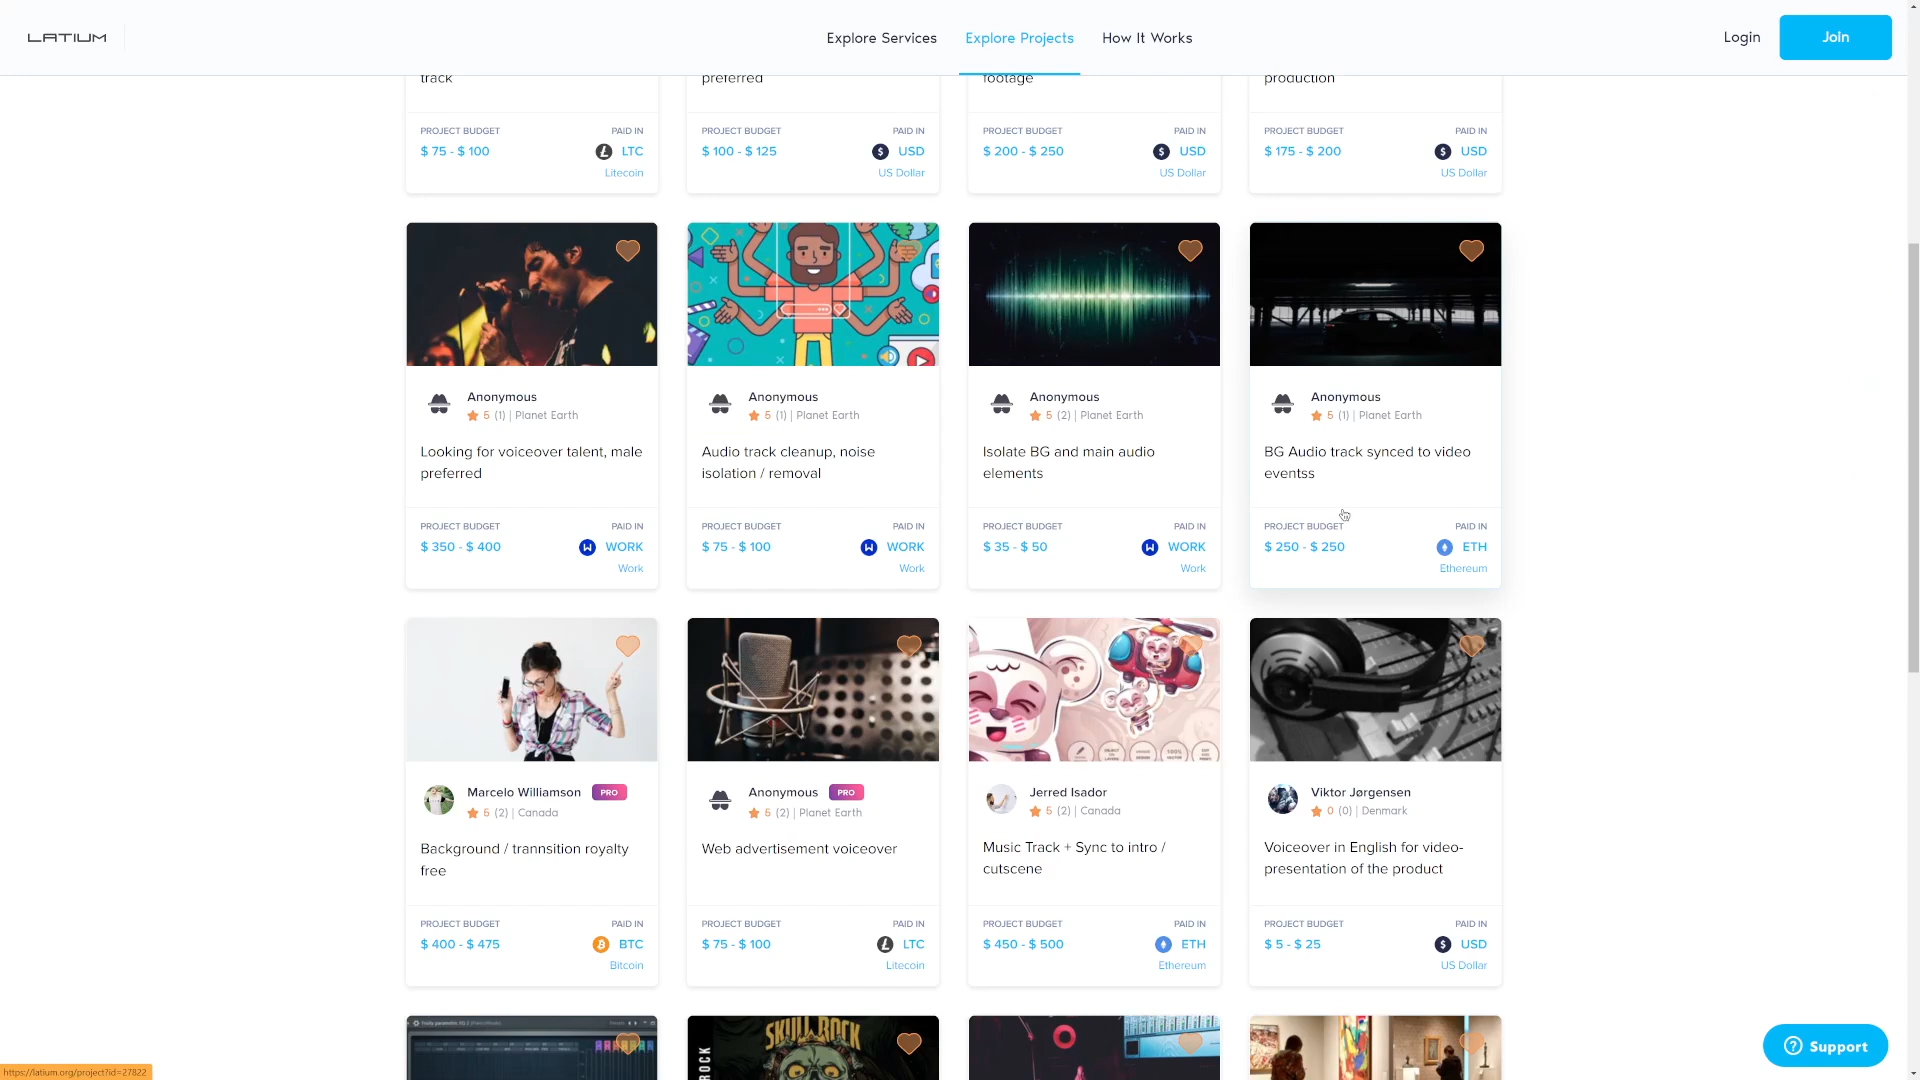 LATIUM
Explore Services
Explore Projects
How It Works
Login
Join
track
preferred
footage
production
PROJECT BUDGET PAID IN
$ 75 - $ 100 LTC
Litecoin
PROJECT BUDGET PAID IN
$ 100 - $ 125 USD
US Dollar
PROJECT BUDGET PAID IN
$ 200 - $ 250 USD
US Dollar
PROJECT BUDGET PAID IN
$ 175 - $ 200 USD
US Dollar
Anonymous
5 (1) | Planet Earth
Looking for voiceover talent, male
preferred
PROJECT BUDGET PAID IN
$ 350 - $ 400 WORK
Work
Anonymous
5 (1) | Planet Earth
Audio track cleanup, noise
isolation / removal
PROJECT BUDGET PAID IN
$ 75 - $ 100 WORK
Work
Anonymous
5 (2) | Planet Earth
Isolate BG and main audio
elements
PROJECT BUDGET PAID IN
$ 35 - $ 50 WORK
Work
Anonymous
5 (1) | Planet Earth
BG Audio track synced to video
eventss
PROJECT BUDGET PAID IN
$ 250 - $ 250 ETH
Ethereum
Marcelo Williamson PRO
5 (2) | Canada
Background / trannsition royalty
free
PROJECT BUDGET PAID IN
$ 400 - $ 475 BTC
Bitcoin
Anonymous PRO
5 (2) | Planet Earth
Web advertisement voiceover
PROJECT BUDGET PAID IN
$ 75 - $ 100 LTC
Litecoin
Jerred Isador
5 (2) | Canada
Music Track + Sync to intro /
cutscene
PROJECT BUDGET PAID IN
$ 450 - $ 500 ETH
Ethereum
Viktor Jørgensen
0 (0) | Denmark
Voiceover in English for video-
presentation of the product
PROJECT BUDGET PAID IN
$ 5 - $ 25 USD
US Dollar
SKULL ROCK
ROCK
Support
https://latium.org/project?id=27822